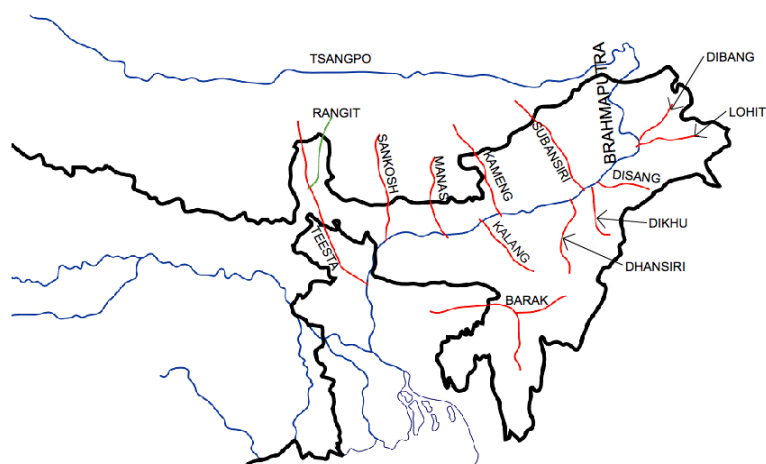 TSANGPO
BRAHMAPUTRA
DIBANG
LOHIT
RANGIT
SANKOSH
MANAS
KAMENG
SUBANSIRI
DISANG
DIKHU
DHANSIRI
KALANG
TEESTA
BARAK